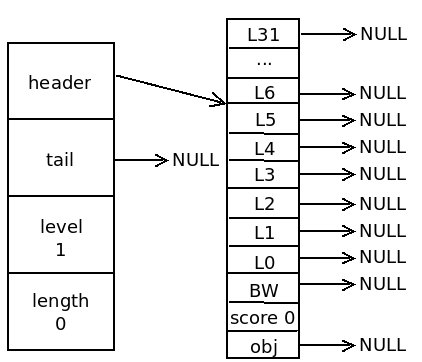 header
tail
NULL
level
1
length
0
L31
NULL
...
L6
NULL
L5
NULL
L4
NULL
L3
NULL
L2
NULL
L1
NULL
L0
NULL
BW
NULL
score 0
obj
NULL